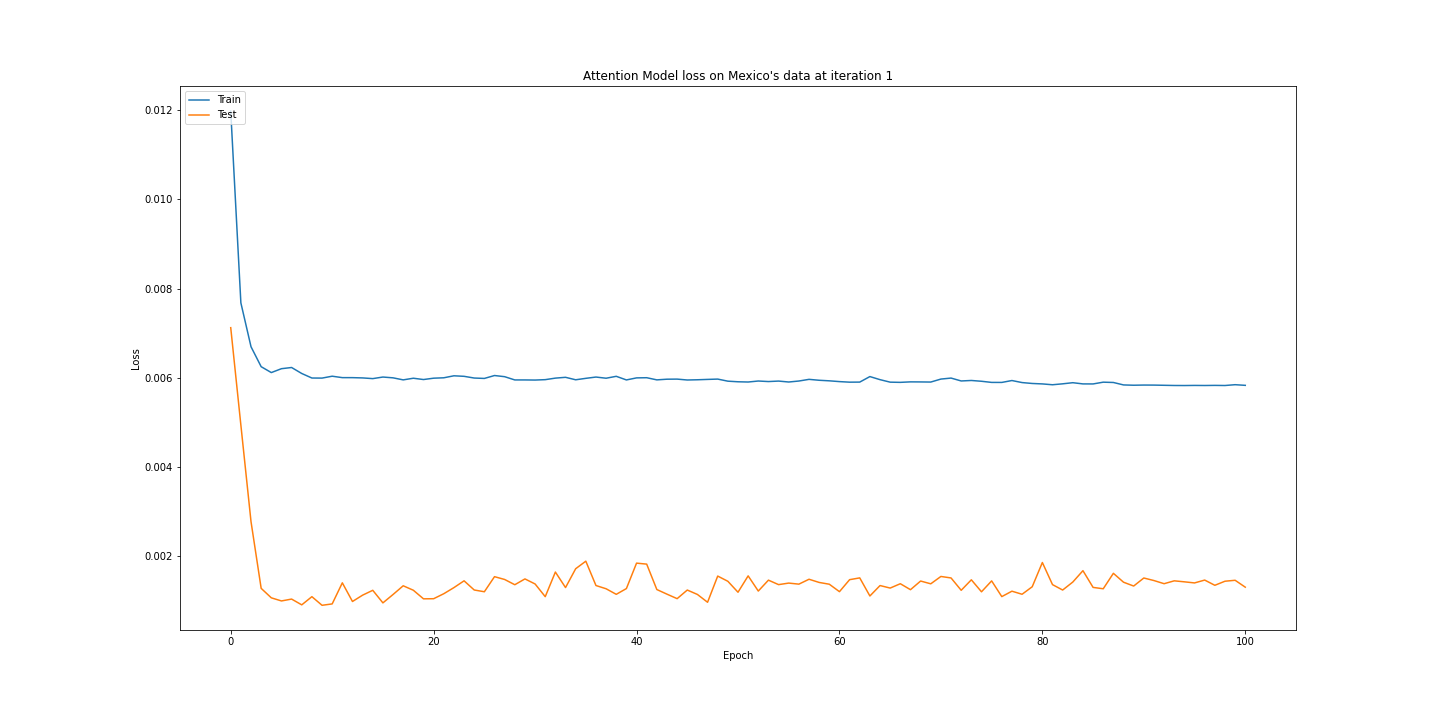 Attention Model loss on Mexico's data at iteration 1
Train
Test
0.012
0.010
0.008
0.006
0.004
0.002
Loss
0 20 40 60 80 100
Epoch